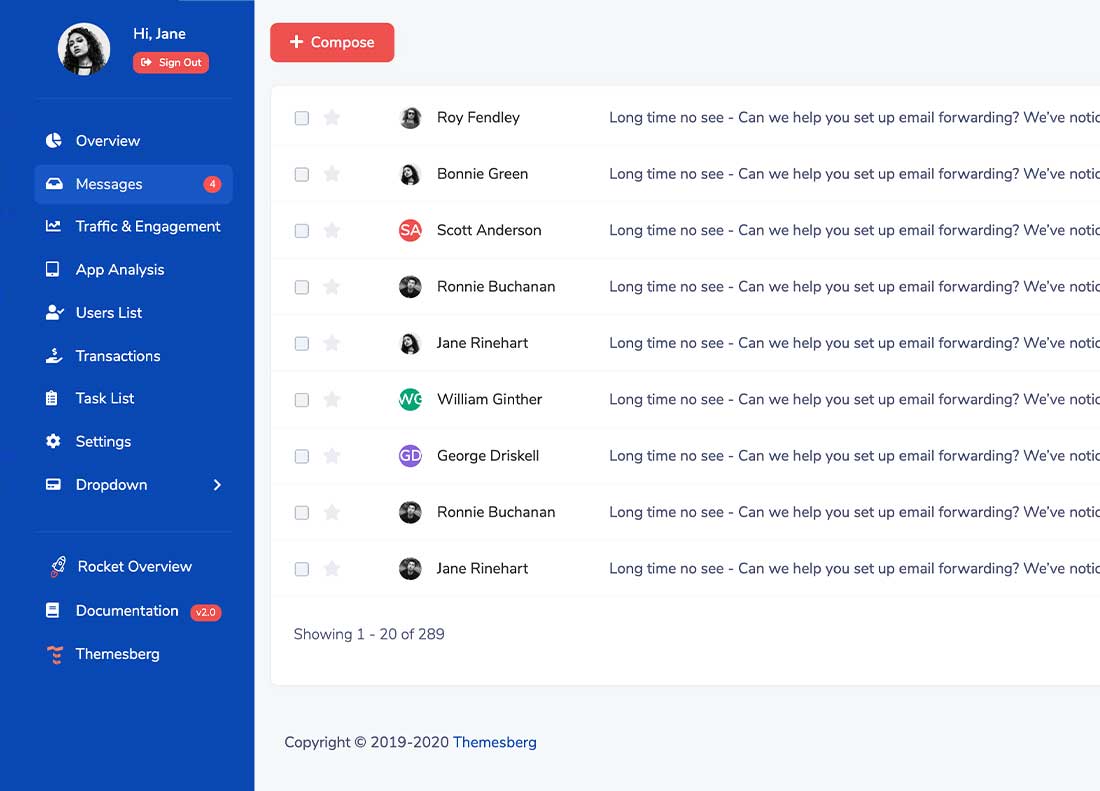 Hi, Jane
Sign Out
Overview
Messages 4
Traffic & Engagement
App Analysis
Users List
Transactions
Task List
Settings
Dropdown
Rocket Overview
Documentation v2.0
Themesberg
Compose
Roy Fendley Long time no see - Can we help you set up email forwarding? We've
Bonnie Green Long time no see - Can we help you set up email forwarding? We've
SA Scott Anderson Long time no see - Can we help you set up email forwarding? We've
Ronnie Buchanan Long time no see - Can we help you set up email forwarding? We've
Jane Rinehart Long time no see - Can we help you set up email forwarding? We've
WG William Ginther Long time no see - Can we help you set up email forwarding? We've
GD George Driskell Long time no see - Can we help you set up email forwarding? We've
Ronnie Buchanan Long time no see - Can we help you set up email forwarding? We've
Jane Rinehart Long time no see - Can we help you set up email forwarding? We've
Showing 1 - 20 of 289
Copyright © 2019-2020 Themesberg